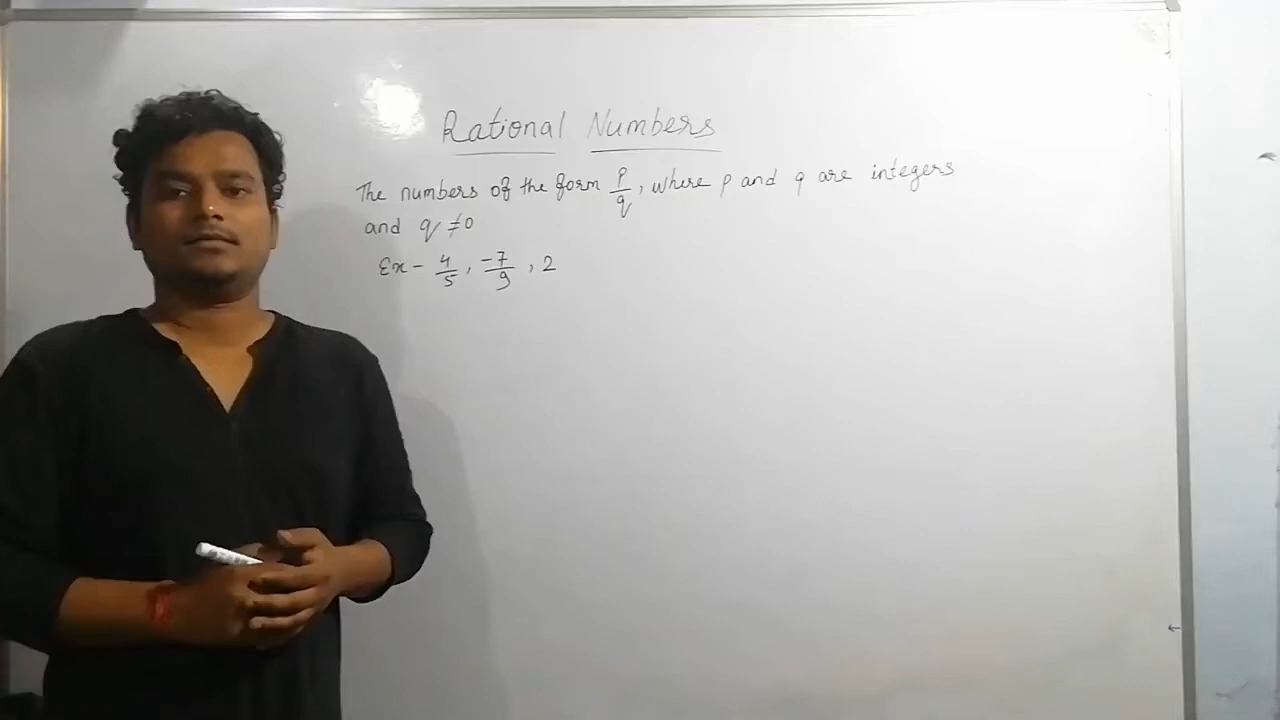 Rational Numbers
The numbers of the form p/q, where p and q are integers
and q ≠0
Ex- 4/5, -7/9, 2